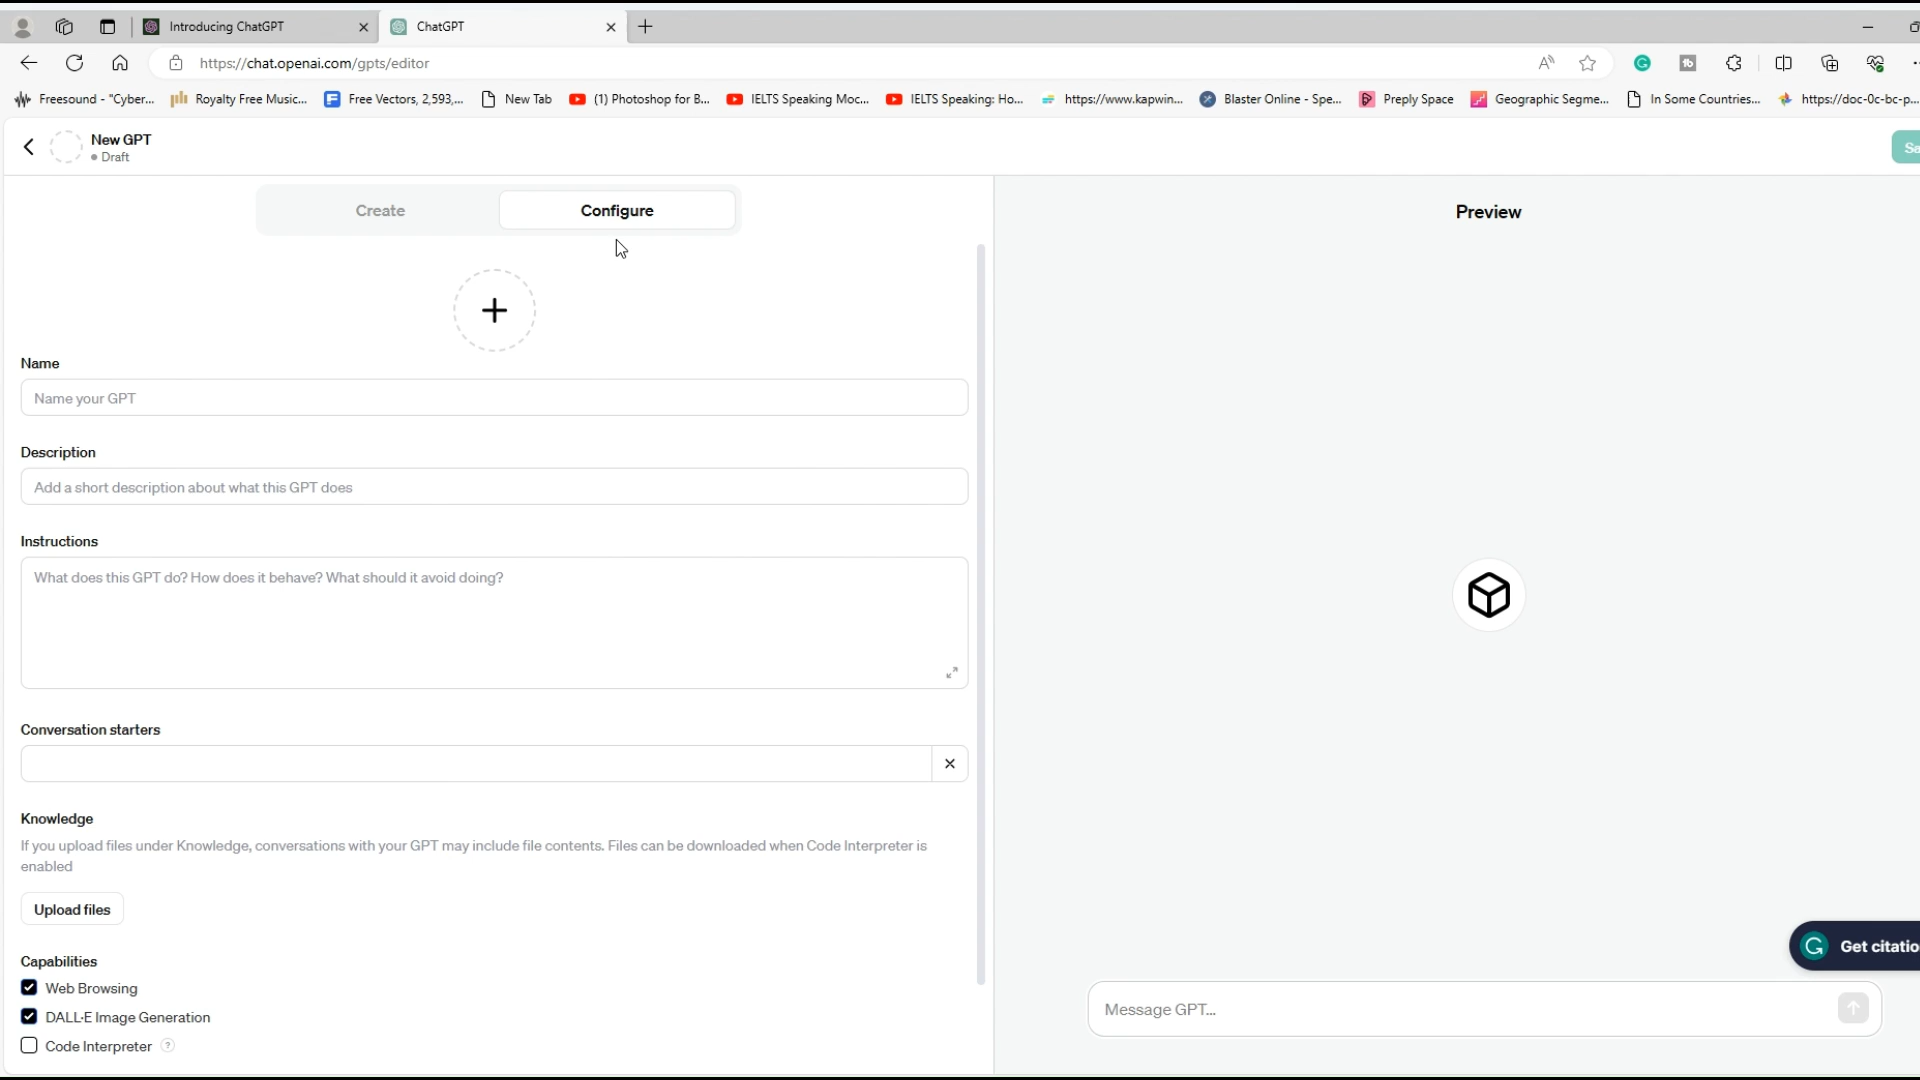 Introducing ChatGPT
ChatGPT
https://chat.openai.com/gpts/editor
Freesound - "Cyber...
Royalty Free Music...
Free Vectors, 2,593,...
New Tab
(1) Photoshop for B...
IELTS Speaking Moc...
IELTS Speaking: Ho...
https://www.kapwin...
Blaster Online - Spe...
Preply Space
Geographic Segme...
In Some Countries...
https://doc-0c-bc-p...
New GPT
Draft
Sa
Create
Configure
Preview
Name
Name your GPT
Description
Add a short description about what this GPT does
Instructions
What does this GPT do? How does it behave? What should it avoid doing?
Conversation starters
Knowledge
If you upload files under Knowledge, conversations with your GPT may include file contents. Files can be downloaded when Code Interpreter is
enabled
Upload files
Get citatio
Capabilities
Web Browsing
DALL·E Image Generation
Code Interpreter ?
Message GPT...